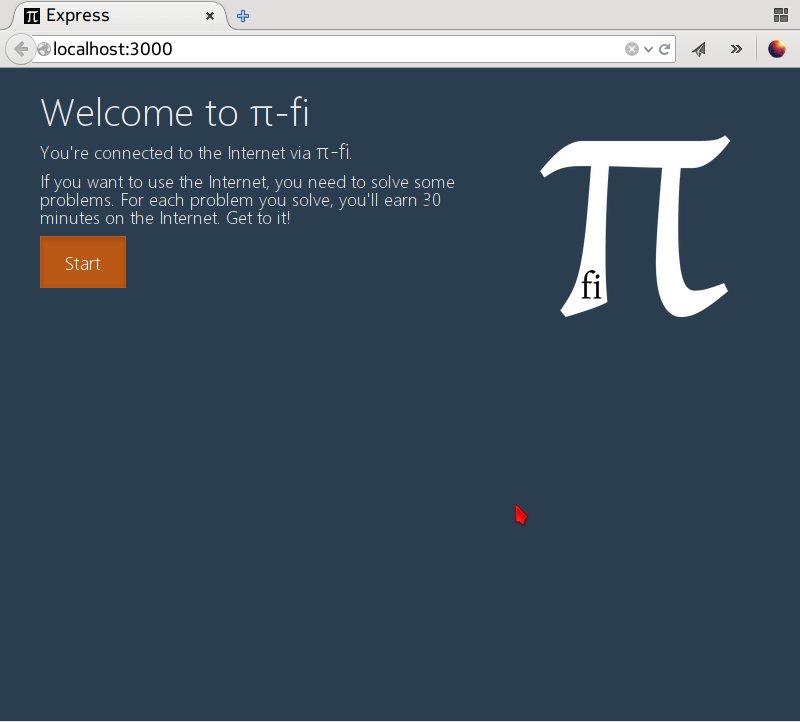 Express
localhost:3000
Welcome to π-fi
You're connected to the Internet via π-fi.
If you want to use the Internet, you need to solve some
problems. For each problem you solve, you'll earn 30
minutes on the Internet. Get to it!
Start
π
fi